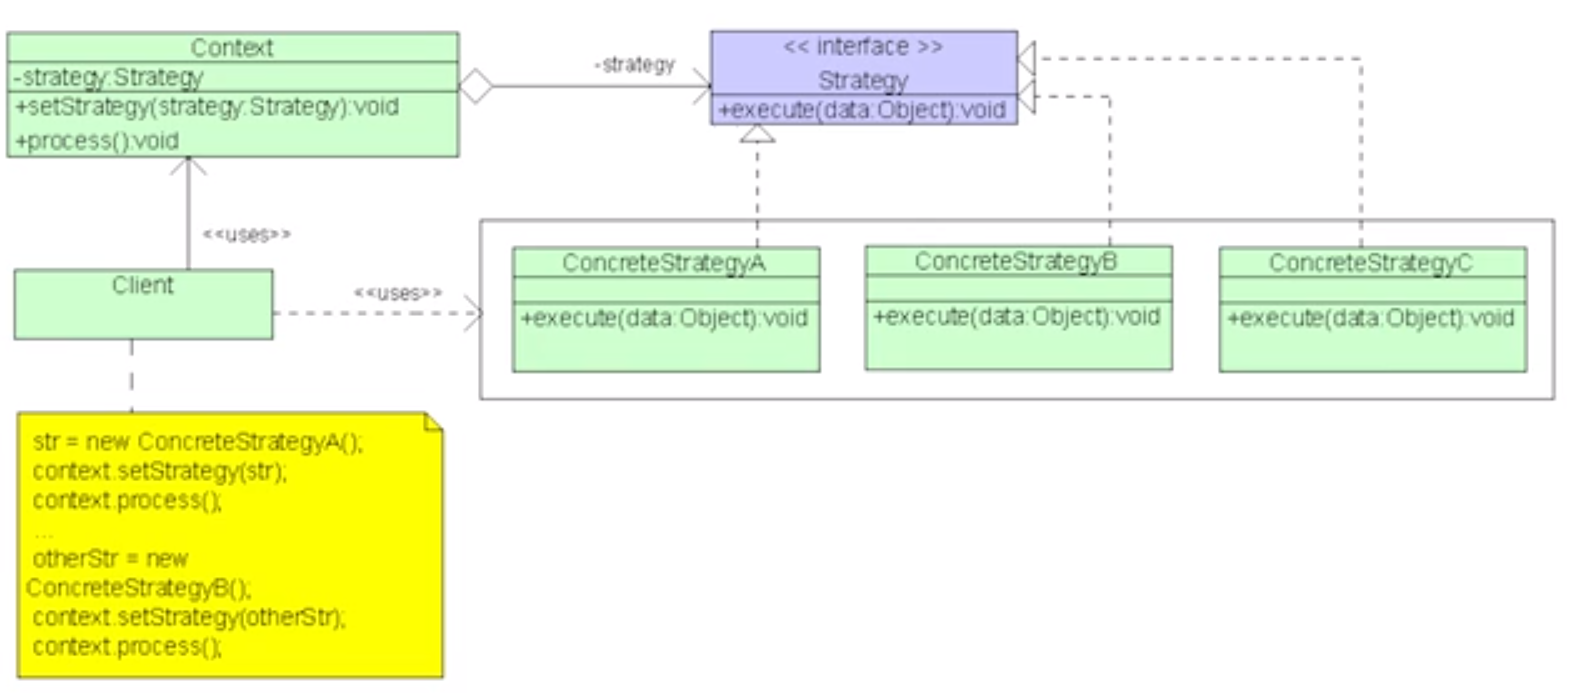 Context
-strategy:Strategy
+setStrategy(strategy:Strategy):void
+process():void
-strategy
<< interface >>
Strategy
+execute(data:Object):void
<<uses>>
Client
<<uses>>
ConcreteStrategyA
+execute(data:Object):void
ConcreteStrategyB
+execute(data:Object):void
ConcreteStrategyC
+execute(data:Object):void
str = new ConcreteStrategyA();
context.setStrategy(str);
context.process();
...
otherStr = new
ConcreteStrategyB();
context.setStrategy(otherStr);
context.process();